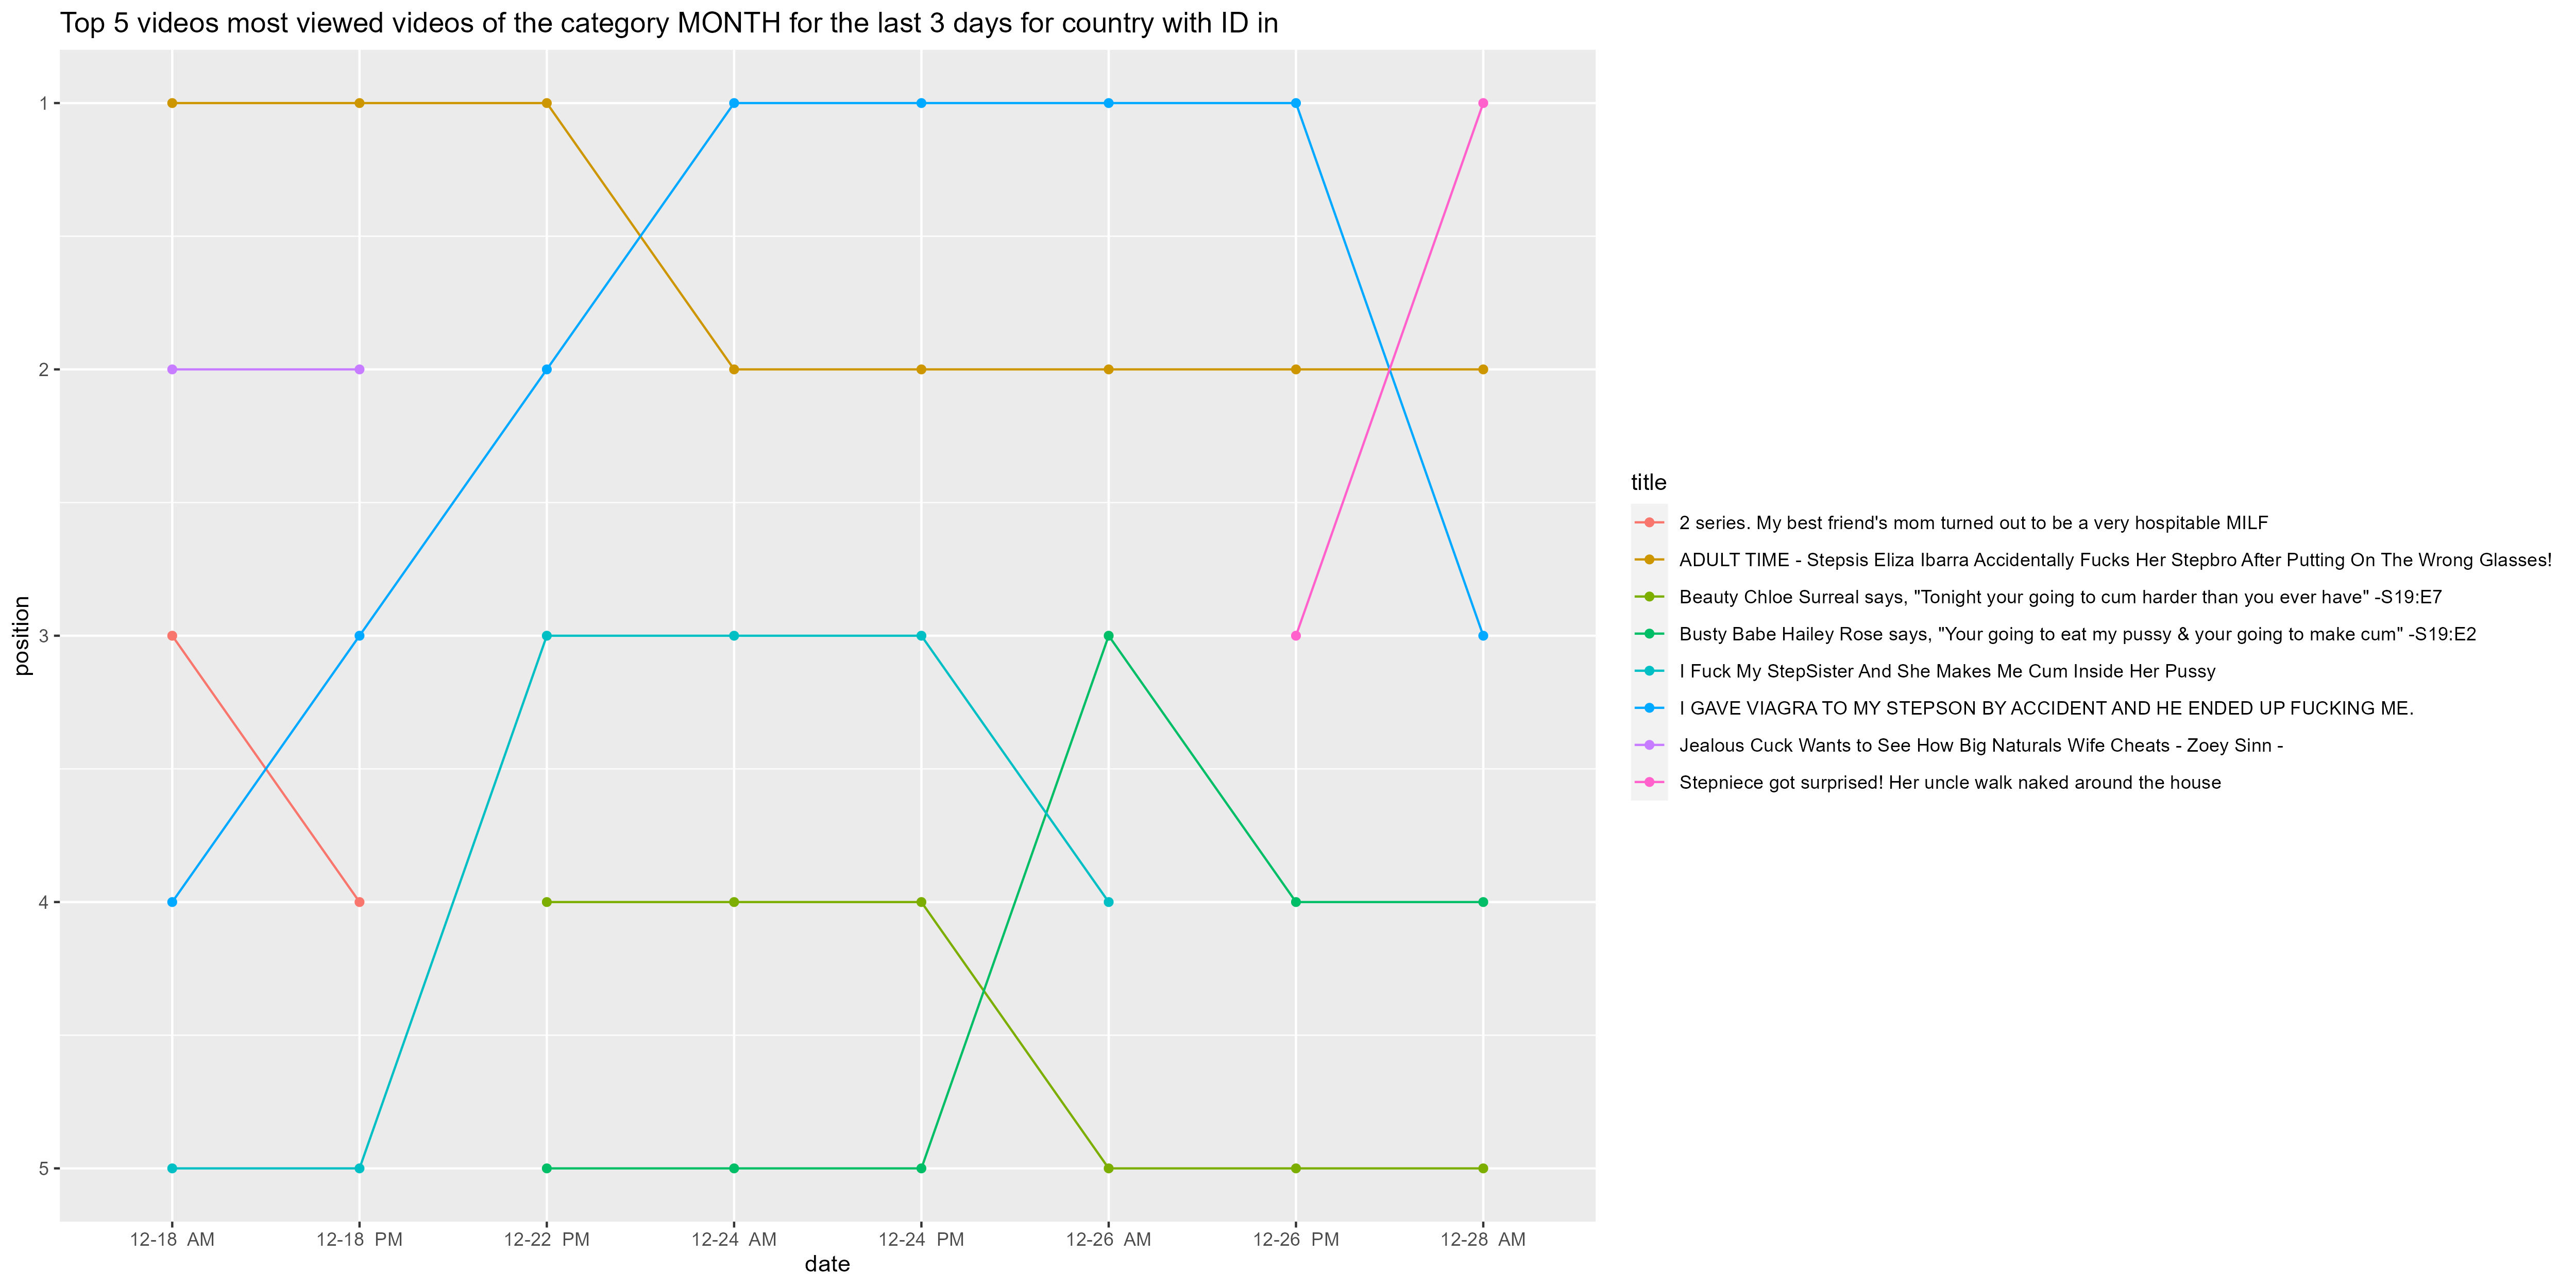 Top 5 videos most viewed videos of the category MONTH for the last 3 days for country with ID in
position
1
2
3
4
5
12-18 AM
12-18 PM
12-22 PM
12-24 AM
12-24 PM
12-26 AM
12-26 PM
12-28 AM
date
title
2 series. My best friend's mom turned out to be a very hospitable MILF
ADULT TIME - Stepsis Eliza Ibarra Accidentally Fucks Her Stepbro After Putting On The Wrong Glasses!
Beauty Chloe Surreal says, "Tonight your going to cum harder than you ever have" -S19:E7
Busty Babe Hailey Rose says, "Your going to eat my pussy & your going to make cum" -S19:E2
I Fuck My StepSister And She Makes Me Cum Inside Her Pussy
I GAVE VIAGRA TO MY STEPSON BY ACCIDENT AND HE ENDED UP FUCKING ME.
Jealous Cuck Wants to See How Big Naturals Wife Cheats - Zoey Sinn -
Stepniece got surprised! Her uncle walk naked around the house